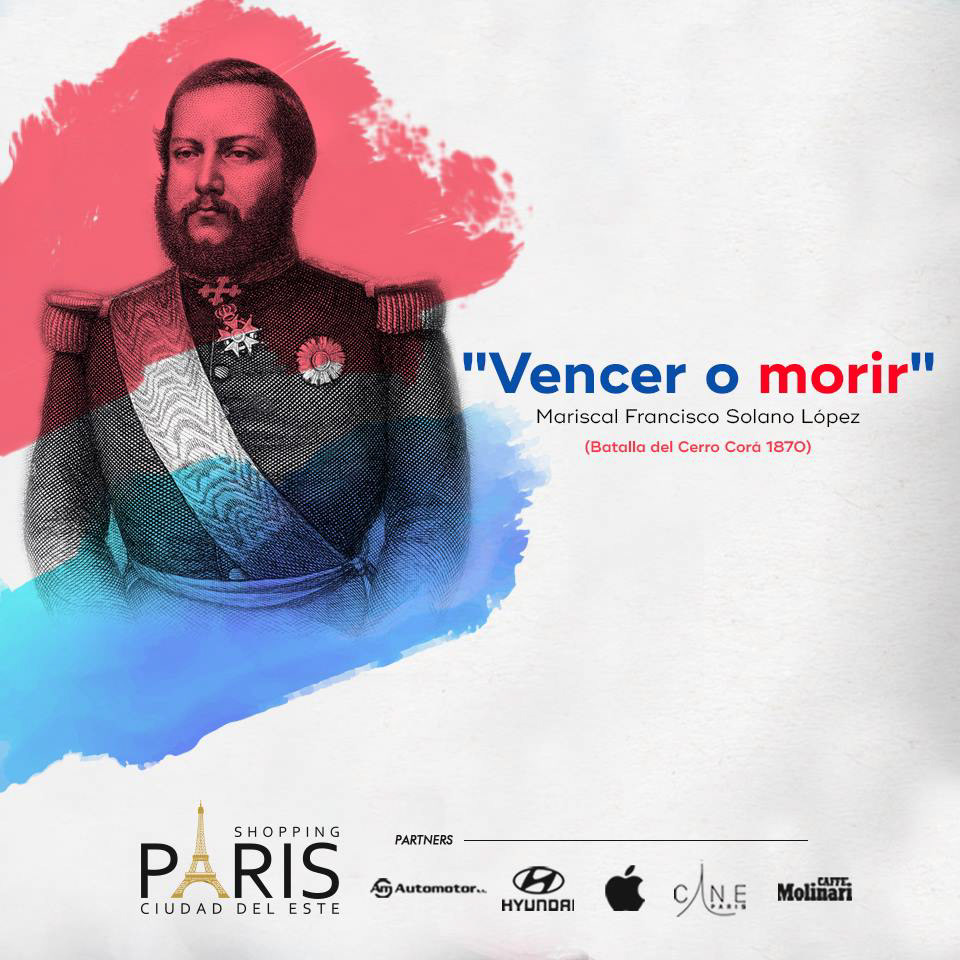 "Vencer o morir"
Mariscal Francisco Solano López
(Batalla del Cerro Corá 1870)
SHOPPING
PARIS
CIUDAD DEL ESTE
PARTNERS
Automotor
HYUNDAI
CINE
PARIS
CAFFÈ
Molinari